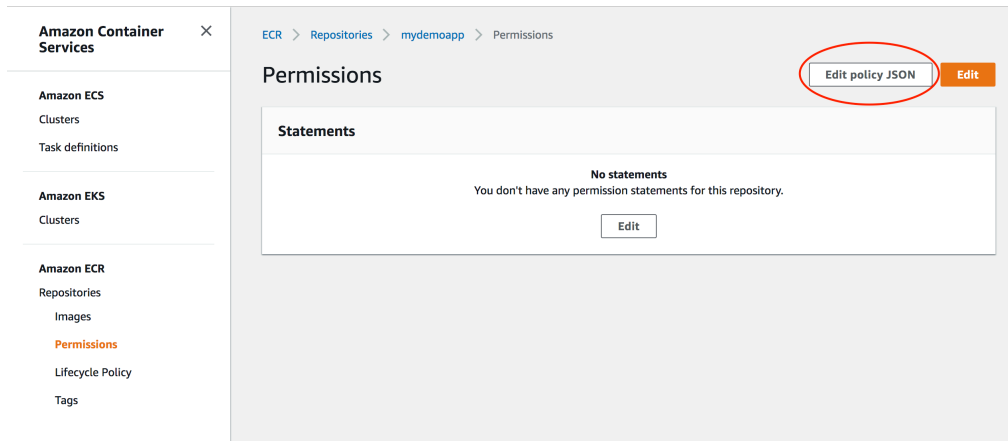 Amazon Container
Services
Amazon ECS
Clusters
Task definitions
Amazon EKS
Clusters
Amazon ECR
Repositories
Images
Permissions
Lifecycle Policy
Tags
ECR > Repositories > mydemoapp > Permissions
Permissions
Edit policy JSON
Edit
Statements
No statements
You don't have any permission statements for this repository.
Edit